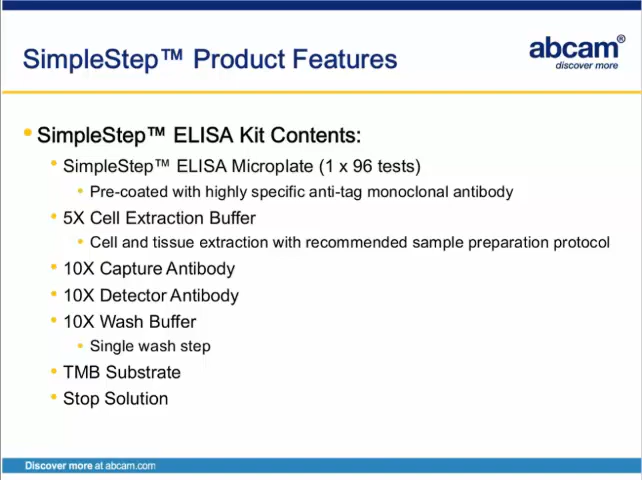 SimpleStep™ Product Features
abcam®
discover more
• SimpleStep™ ELISA Kit Contents:
• SimpleStep™ ELISA Microplate (1 x 96 tests)
• Pre-coated with highly specific anti-tag monoclonal antibody
• 5X Cell Extraction Buffer
• Cell and tissue extraction with recommended sample preparation protocol
• 10X Capture Antibody
• 10X Detector Antibody
• 10X Wash Buffer
• Single wash step
• TMB Substrate
• Stop Solution
Discover more at abcam.com